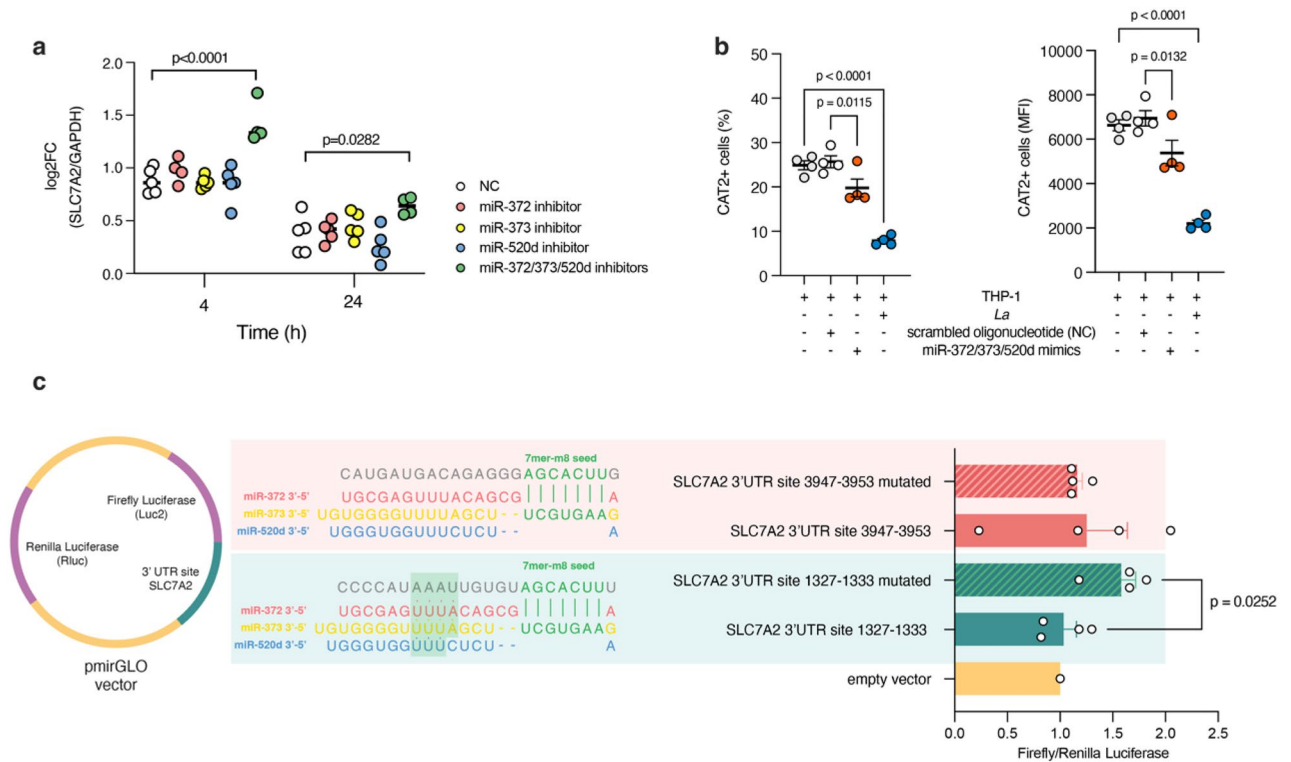 a
log2FC
(SLC7A2/GAPDH)
2.0
1.5
1.0
0.5
0.0
p<0.0001
p=0.0282
4
24
Time (h)
NC
miR-372 inhibitor
miR-373 inhibitor
miR-520d inhibitor
miR-372/373/520d inhibitors
b
CAT2+ cells (%)
50
40
30
20
10
0
p < 0.0001
p = 0.0115
CAT2+ cells (MFI)
10000
8000
6000
4000
2000
0
p < 0.0001
p = 0.0132
+ + + + THP-1 + + + +
- - - + La - - - +
- + - - scrambled oligonucleotide (NC) - + - -
- - + - miR-372/373/520d mimics - - + -
c
Firefly Luciferase
(Luc2)
Renilla Luciferase
(Rluc)
3' UTR site
SLC7A2
pmirGLO
vector
7mer-m8 seed
CAUGAUGACAGAGGGAGCACUUG
miR-372 3'-5' UGCGAGUUUACAGCG | | | | | | | A
miR-373 3'-5' UGUGGGGUUUUAGCU - - UCGUGAAG
miR-520d 3'-5' UGGGUGGUUUCUCU - - A
7mer-m8 seed
CCCCAUAAAUUGUGUAGCACUUU
miR-372 3'-5' UGCGAGUUUACAGCG | | | | | | | A
miR-373 3'-5' UGUGGGGUUUUAGCU - - UCGUGAAG
miR-520d 3'-5' UGGGUGGUUUCUCU - - A
SLC7A2 3'UTR site 3947-3953 mutated
SLC7A2 3'UTR site 3947-3953
SLC7A2 3'UTR site 1327-1333 mutated
SLC7A2 3'UTR site 1327-1333
empty vector
p = 0.0252
0.0 0.5 1.0 1.5 2.0 2.5
Firefly/Renilla Luciferase